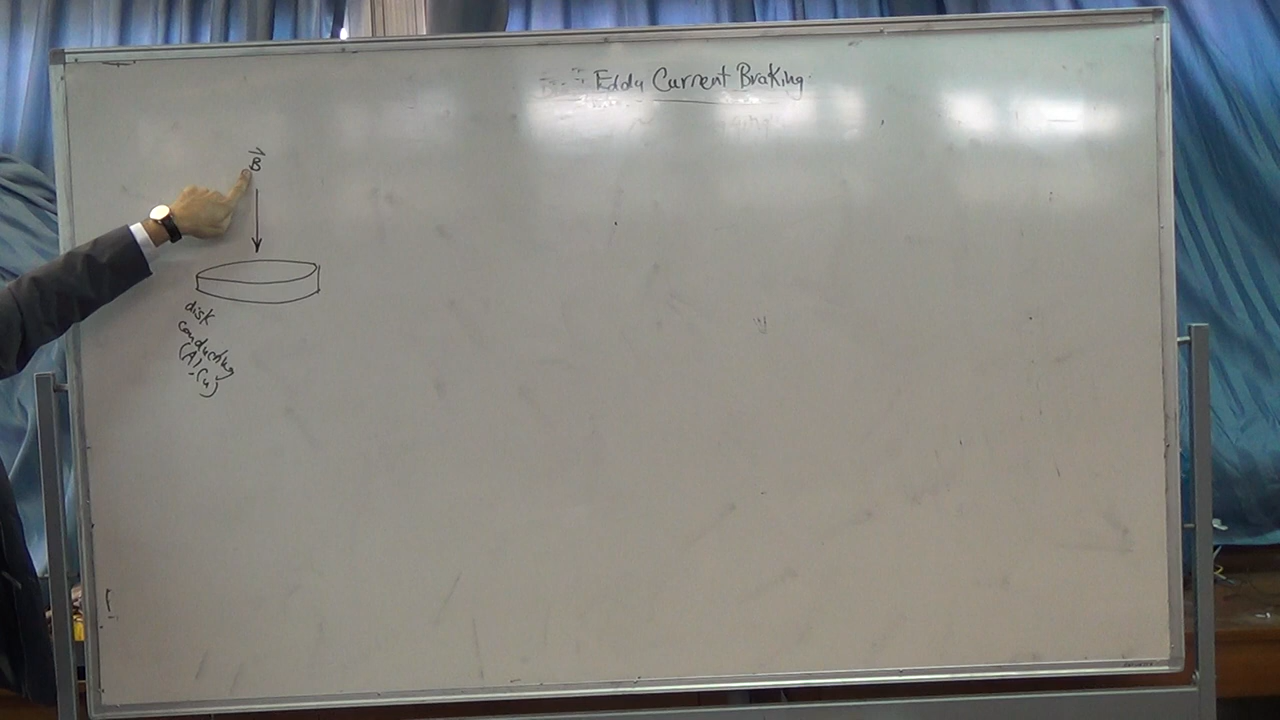 Eddy Current Braking
B
disk
conducting
(Al, Cu)